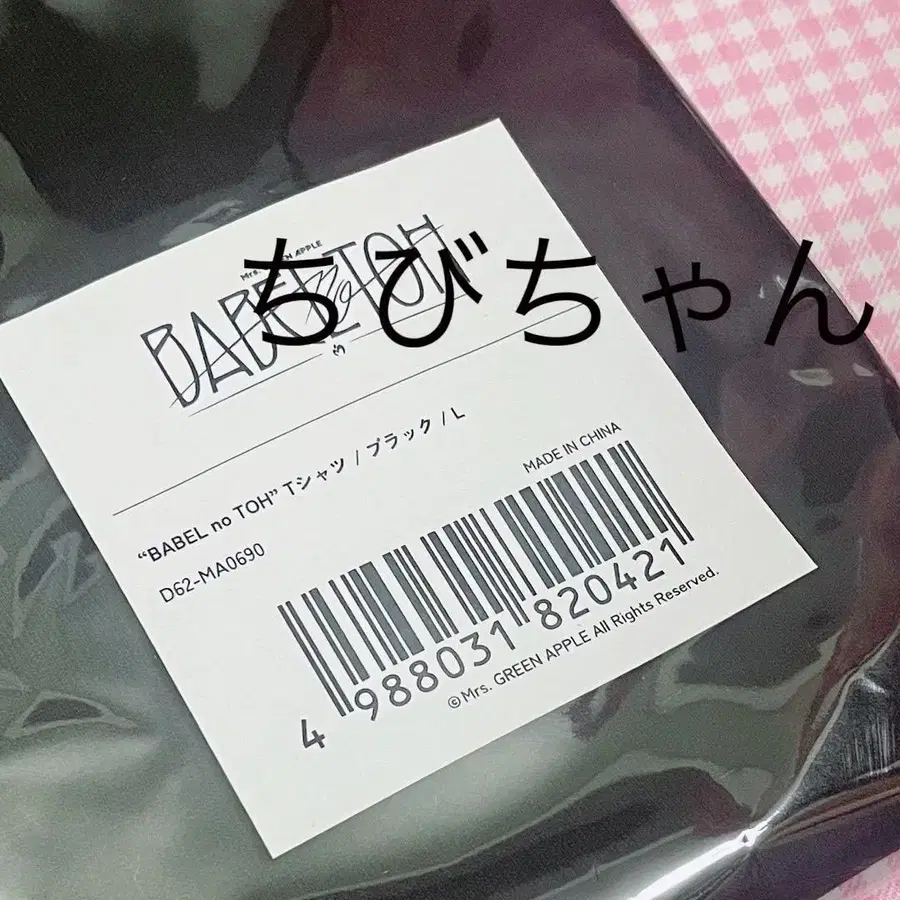 Mrs. GREEN APPLE
BABEL no TOH
ちびちゃん
“BABEL no TOH” Tシャツ / ブラック / L
D62-MA0690
MADE IN CHINA
4 988031 820421
©Mrs. GREEN APPLE All Rights Reserved.